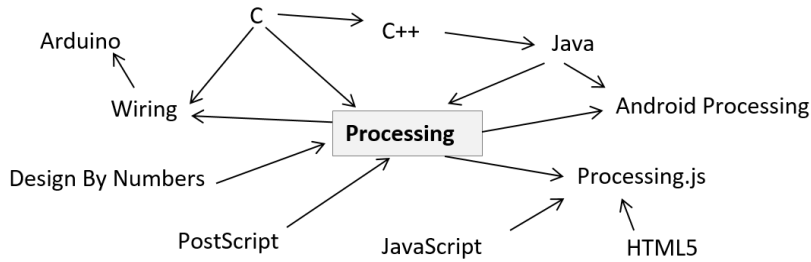 C
C++
Arduino
Java
Wiring
Android Processing
Processing
Design By Numbers
Processing.js
PostScript
JavaScript
HTML5